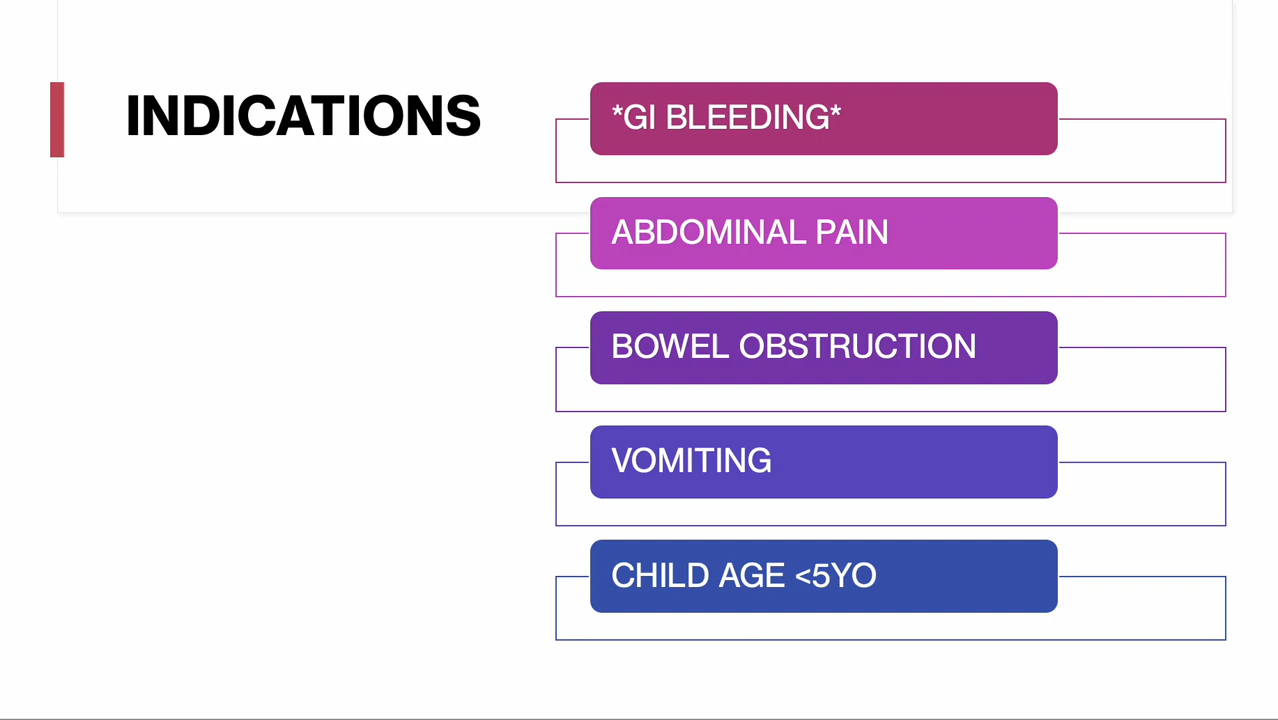 INDICATIONS
*GI BLEEDING*
ABDOMINAL PAIN
BOWEL OBSTRUCTION
VOMITING
CHILD AGE <5YO